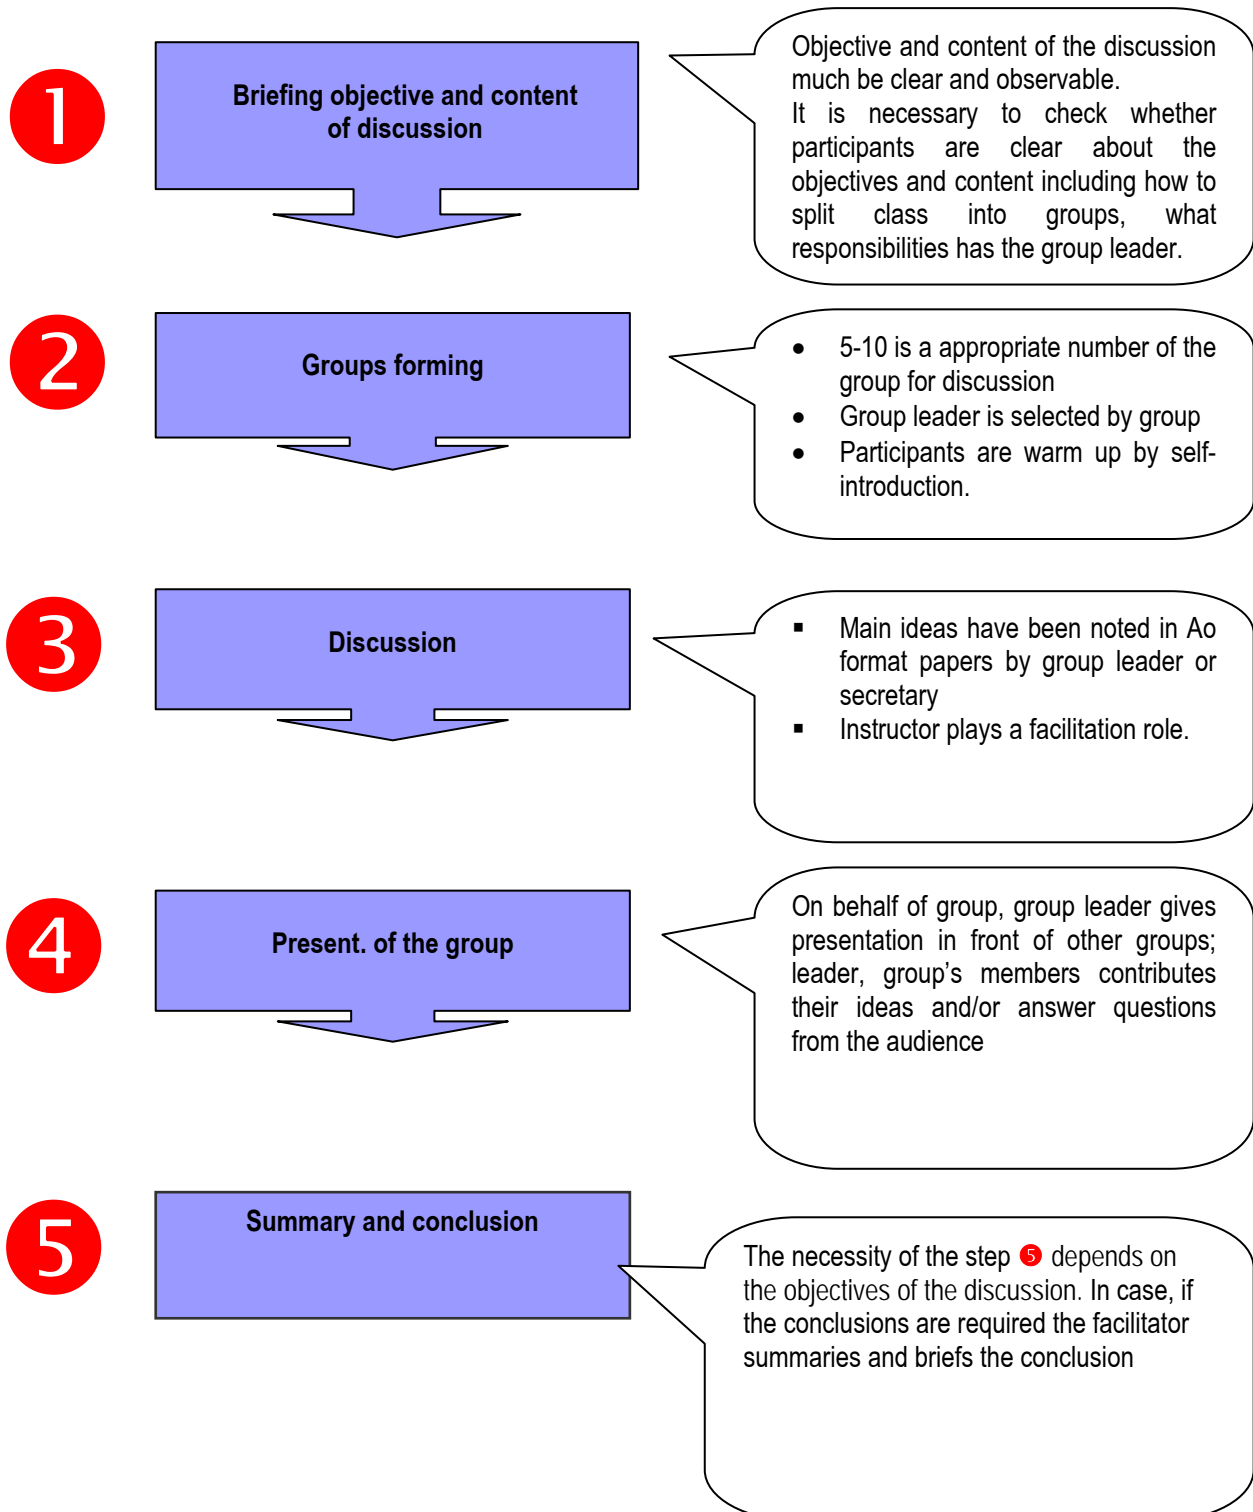 1
Briefing objective and content
of discussion
Objective and content of the discussion
much be clear and observable.
It is necessary to check whether
participants are clear about the
objectives and content including how to
split class into groups, what
responsibilities has the group leader.
2
Groups forming
• 5-10 is a appropriate number of the
group for discussion
• Group leader is selected by group
• Participants are warm up by self-
introduction.
3
Discussion
▪ Main ideas have been noted in Ao
format papers by group leader or
secretary
▪ Instructor plays a facilitation role.
4
Present. of the group
On behalf of group, group leader gives
presentation in front of other groups;
leader, group's members contributes
their ideas and/or answer questions
from the audience
5
Summary and conclusion
The necessity of the step ❺ depends on
the objectives of the discussion. In case, if
the conclusions are required the facilitator
summaries and briefs the conclusion